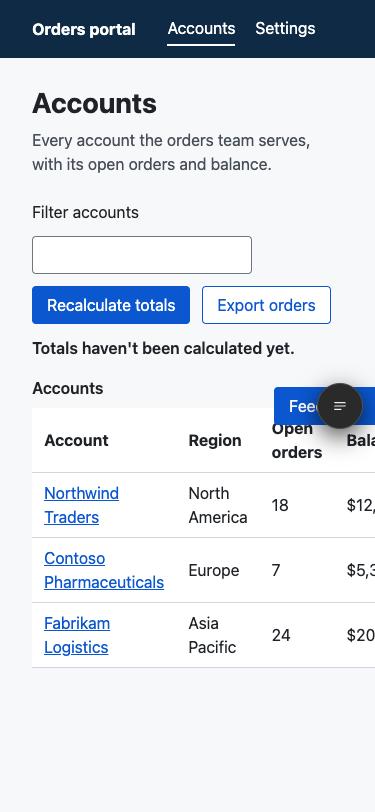 Orders portal Accounts Settings
Accounts
Every account the orders team serves,
with its open orders and balance.
Filter accounts
Recalculate totals Export orders
Totals haven't been calculated yet.
Accounts
Account Region Open orders
Northwind Traders North America 18
Contoso Pharmaceuticals Europe 7
Fabrikam Logistics Asia Pacific 24